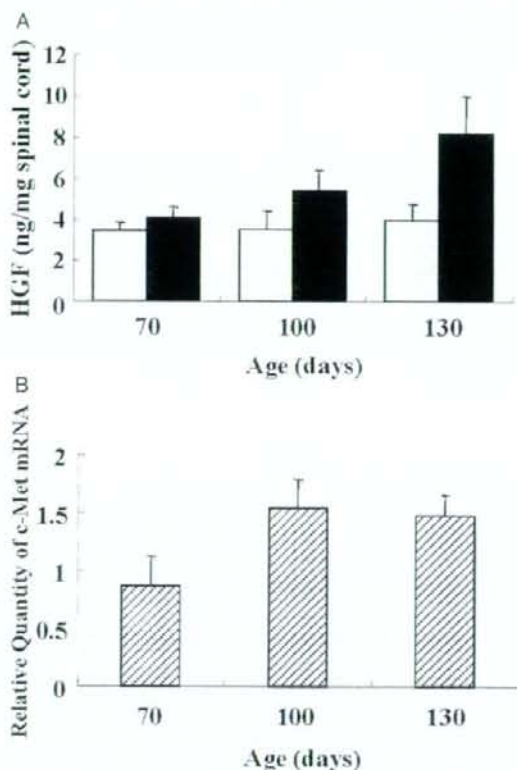 A
HGF (ng/mg spinal cord)
12
10
8
6
4
2
0
70 100 130
Age (days)
B
Relative Quantity of c-Met mRNA
2
1.5
1
0.5
0
70 100 130
Age (days)